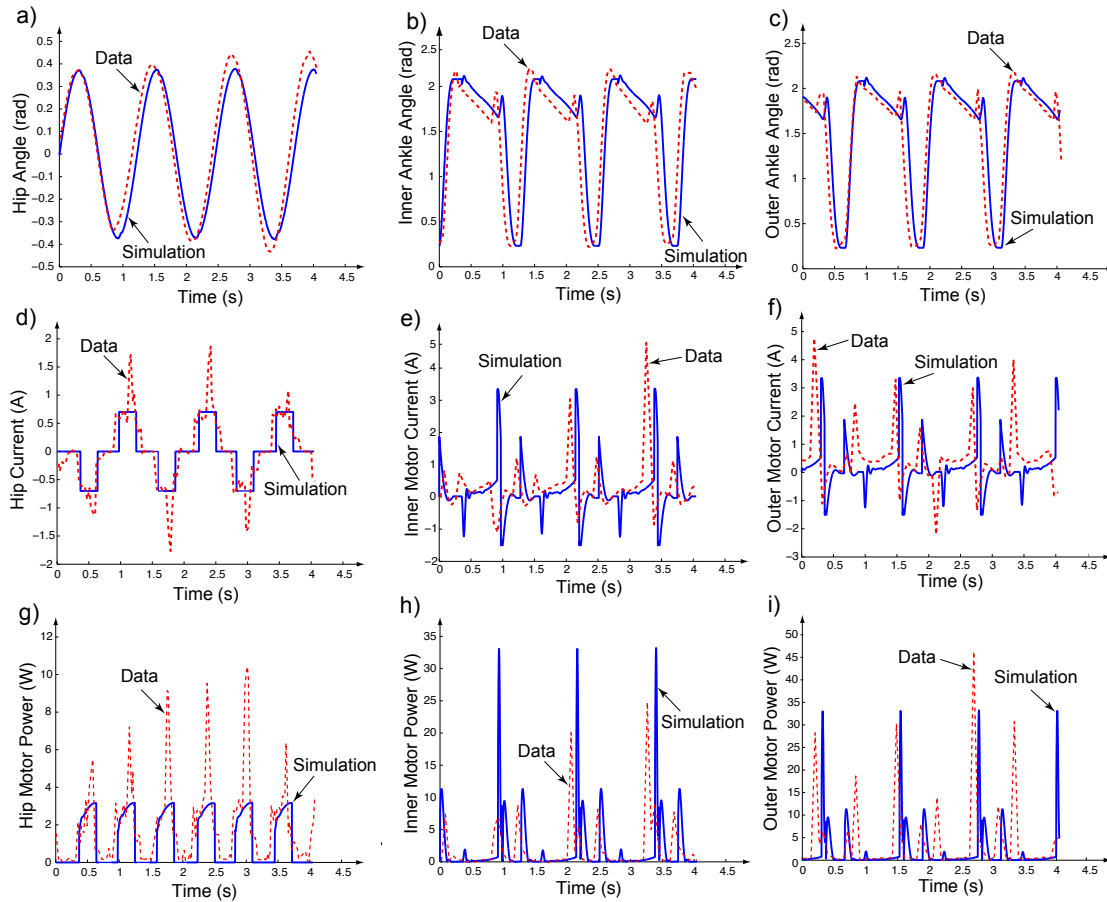 a)
Hip Angle (rad)
0.5
0.4
0.3
0.2
0.1
0
−0.1
−0.2
−0.3
−0.4
−0.5
Data
Simulation
0 0.5 1 1.5 2 2.5 3 3.5 4 4.5
Time (s)
b)
Inner Ankle Angle (rad)
2.5
2
1.5
1
0.5
0
Data
Simulation
0 0.5 1 1.5 2 2.5 3 3.5 4 4.5
Time (s)
c)
Outer Ankle Angle (rad)
2.5
2
1.5
1
0.5
0
Data
Simulation
0 0.5 1 1.5 2 2.5 3 3.5 4 4.5
Time (s)
d)
Hip Current (A)
2
1.5
1
0.5
0
−0.5
−1
−1.5
−2
Data
Simulation
0 0.5 1 1.5 2 2.5 3 3.5 4 4.5
Time (s)
e)
Inner Motor Current (A)
5
4
3
2
1
0
−1
−2
Simulation
Data
0 0.5 1 1.5 2 2.5 3 3.5 4 4.5
Time (s)
f)
Outer Motor Current (A)
5
4
3
2
1
0
−1
−2
−3
Data
Simulation
0 0.5 1 1.5 2 2.5 3 3.5 4 4.5
Time (s)
g)
Hip Motor Power (W)
12
10
8
6
4
2
0
Data
Simulation
0 0.5 1 1.5 2 2.5 3 3.5 4 4.5
Time (s)
h)
Inner Motor Power (W)
35
30
25
20
15
10
5
0
Data
Simulation
0 0.5 1 1.5 2 2.5 3 3.5 4 4.5
Time (s)
i)
Outer Motor Power (W)
50
45
40
35
30
25
20
15
10
5
0
Data
Simulation
0 0.5 1 1.5 2 2.5 3 3.5 4 4.5
Time (s)